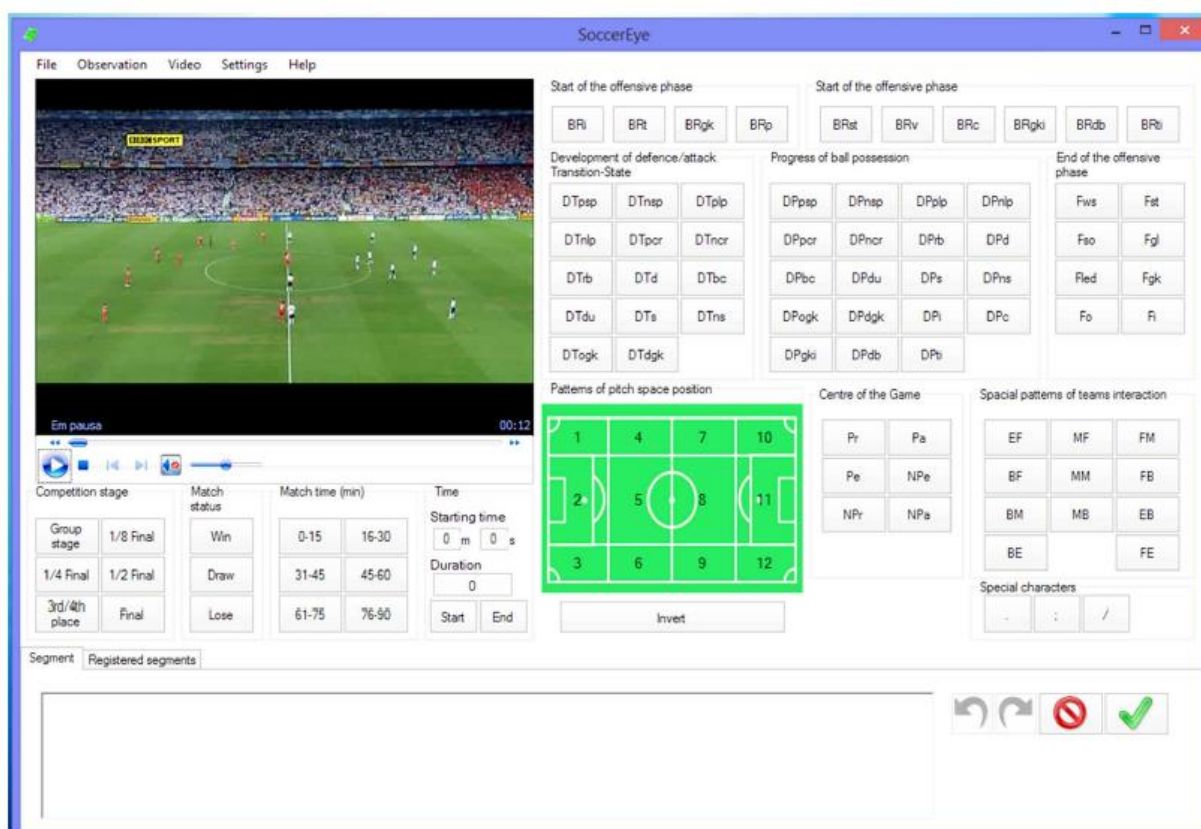 SoccerEye
File Observation Video Settings Help
BBC SPORT
Em pausa 00:12
Start of the offensive phase
BRi BRt BRgk BRp
Start of the offensive phase
BRst BRv BRc BRgki BRdb BRti
Development of defence/attack
Transition-State
DTpsp DTnsp DTplp
DTnlp DTpcr DTncr
DTrb DTd DTbc
DTdu DTs DTns
DTogk DTdgk
Progress of ball possession
DPpsp DPnsp DPplp DPnlp
DPpcr DPncr DPrb DPd
DPbc DPdu DPs DPns
DPogk DPdgk DPi DPc
DPgki DPdb DPti
End of the offensive
phase
Fws Fst
Fso Fgl
Fled Fgk
Fo Fi
Patterns of pitch space position
1 4 7 10
2 5 8 11
3 6 9 12
Invert
Centre of the Game
Pr Pa
Pe NPe
NPr NPa
Spacial patterns of teams interaction
EF MF FM
BF MM FB
BM MB EB
BE FE
Special characters
. ; /
Competition stage
Group
stage 1/8 Final
1/4 Final 1/2 Final
3rd/4th
place Final
Match
status
Win
Draw
Lose
Match time (min)
0-15 16-30
31-45 45-60
61-75 76-90
Time
Starting time
0 m 0 s
Duration
0
Start End
Segment Registered segments